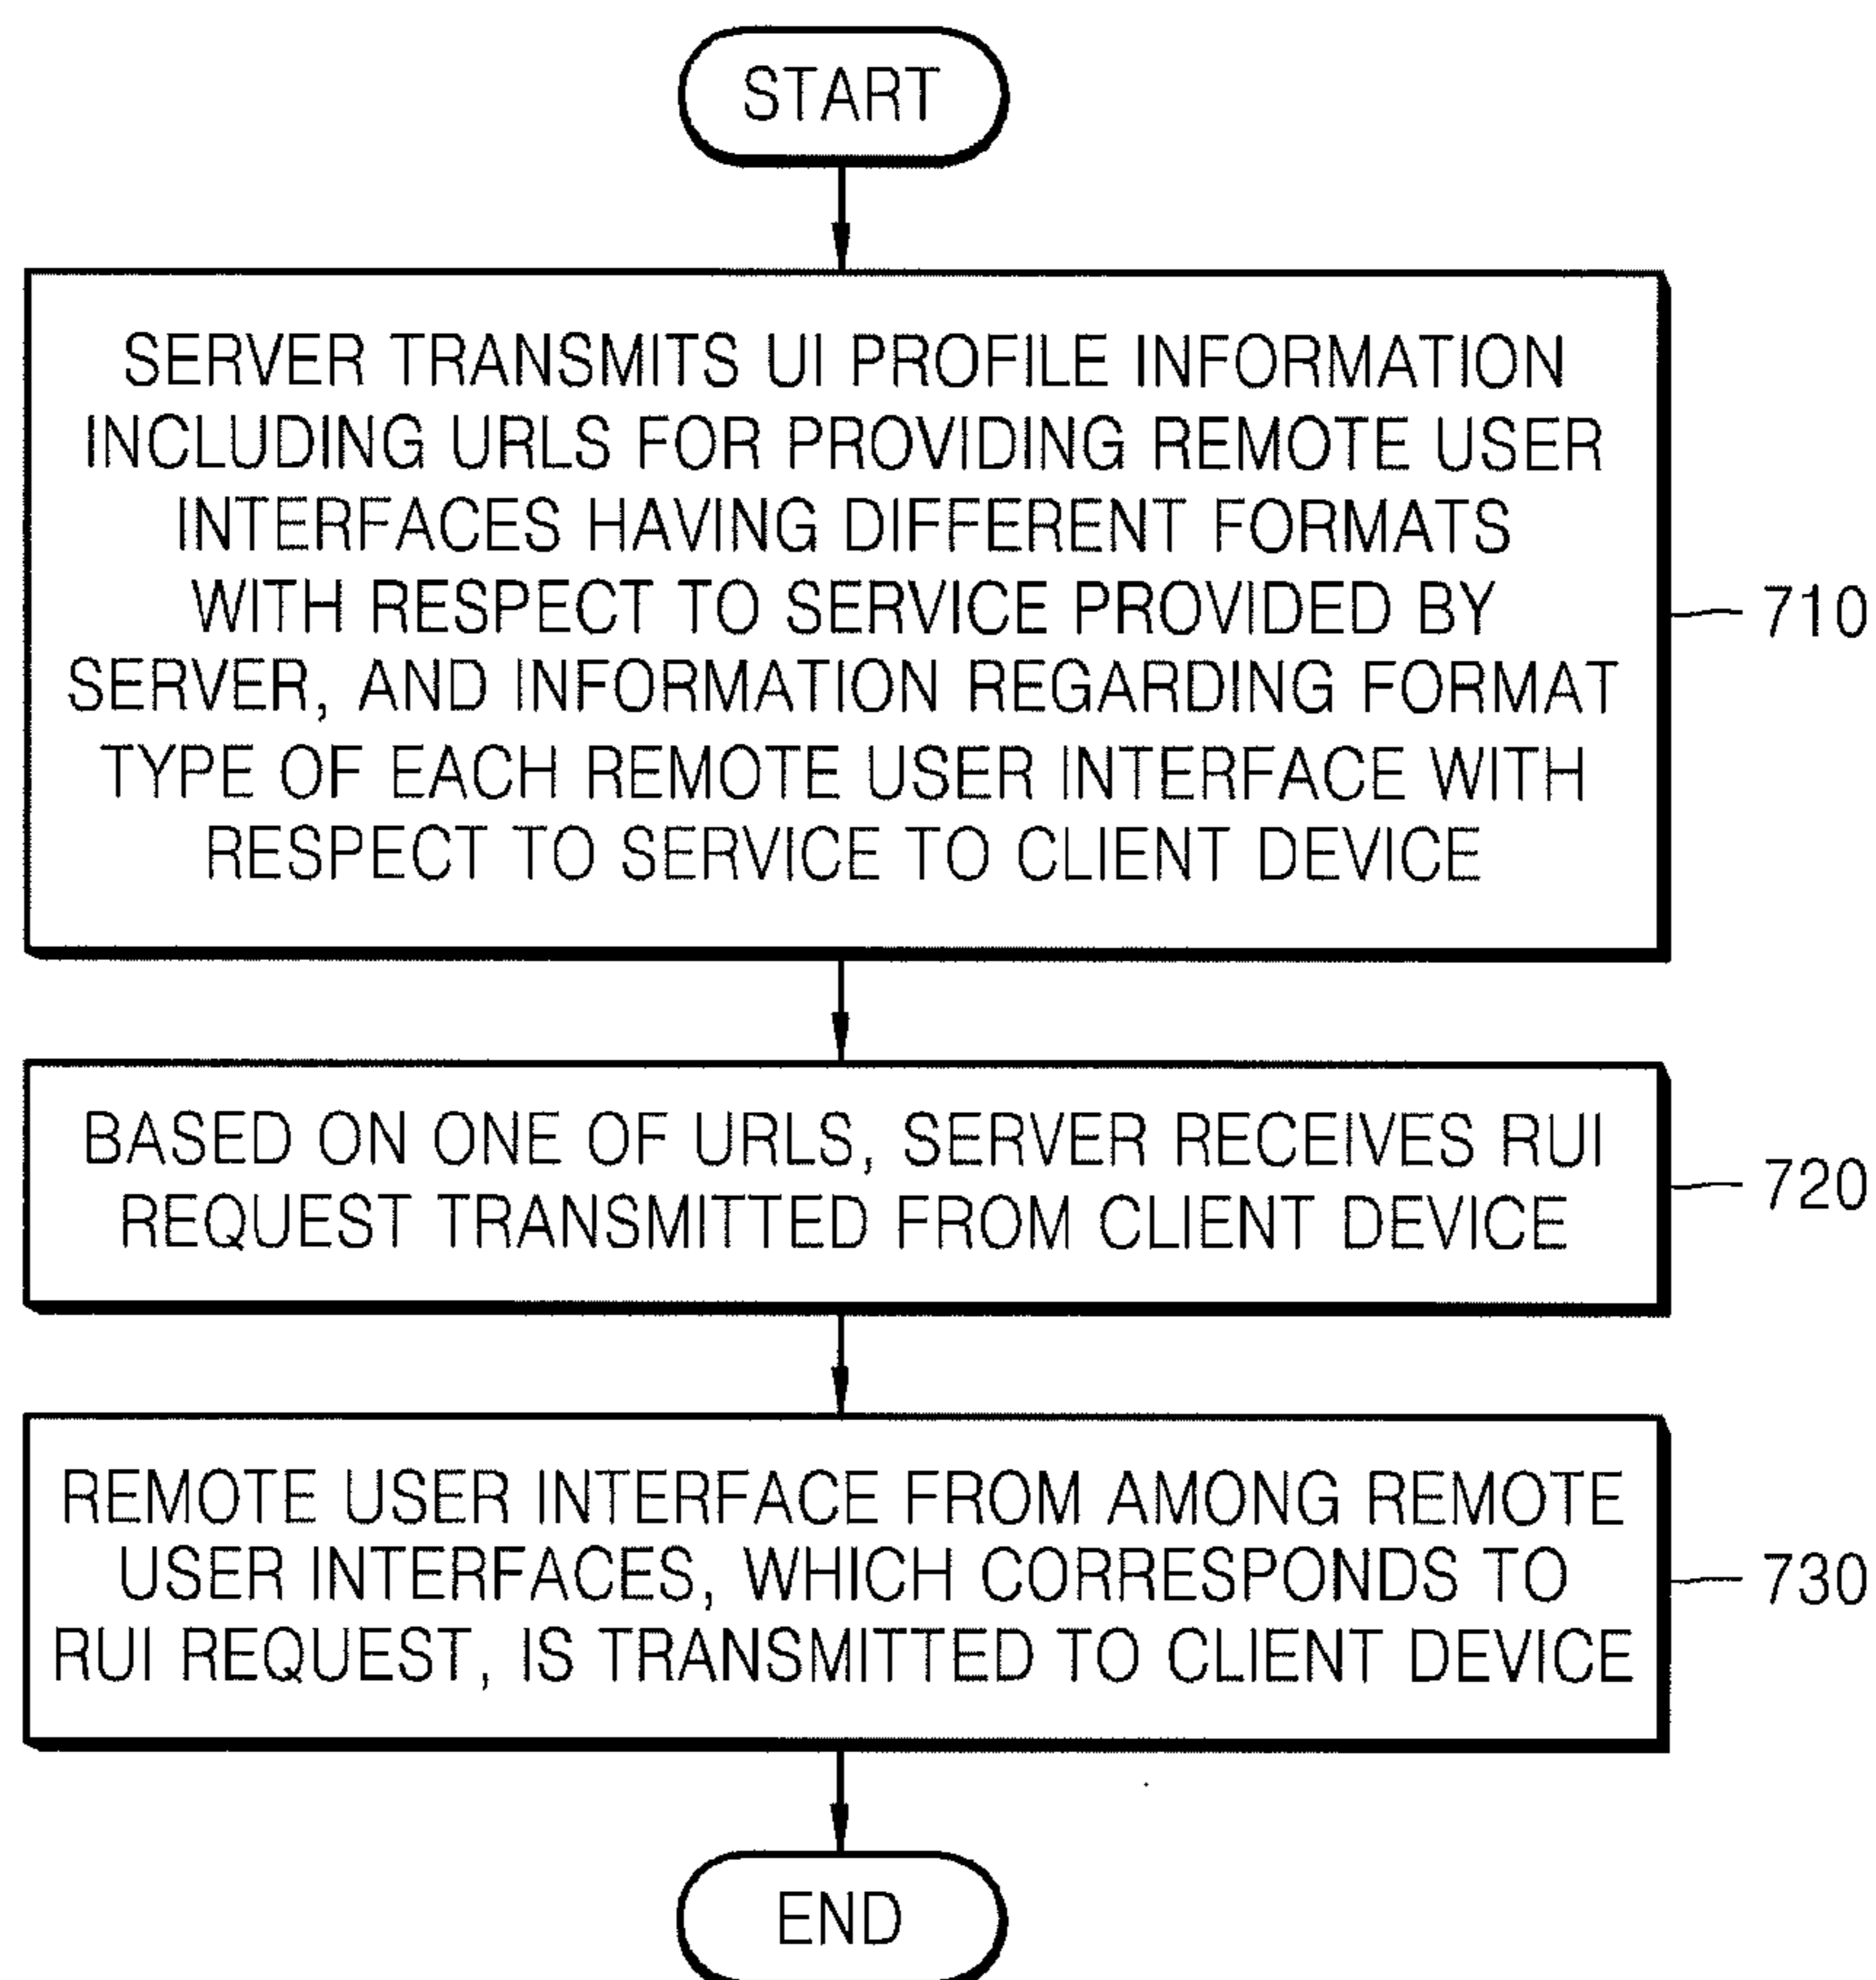 START
SERVER TRANSMITS UI PROFILE INFORMATION
INCLUDING URLS FOR PROVIDING REMOTE USER
INTERFACES HAVING DIFFERENT FORMATS
WITH RESPECT TO SERVICE PROVIDED BY
SERVER, AND INFORMATION REGARDING FORMAT
TYPE OF EACH REMOTE USER INTERFACE WITH
RESPECT TO SERVICE TO CLIENT DEVICE
710
BASED ON ONE OF URLS, SERVER RECEIVES RUI
REQUEST TRANSMITTED FROM CLIENT DEVICE
720
REMOTE USER INTERFACE FROM AMONG REMOTE
USER INTERFACES, WHICH CORRESPONDS TO
RUI REQUEST, IS TRANSMITTED TO CLIENT DEVICE
730
END